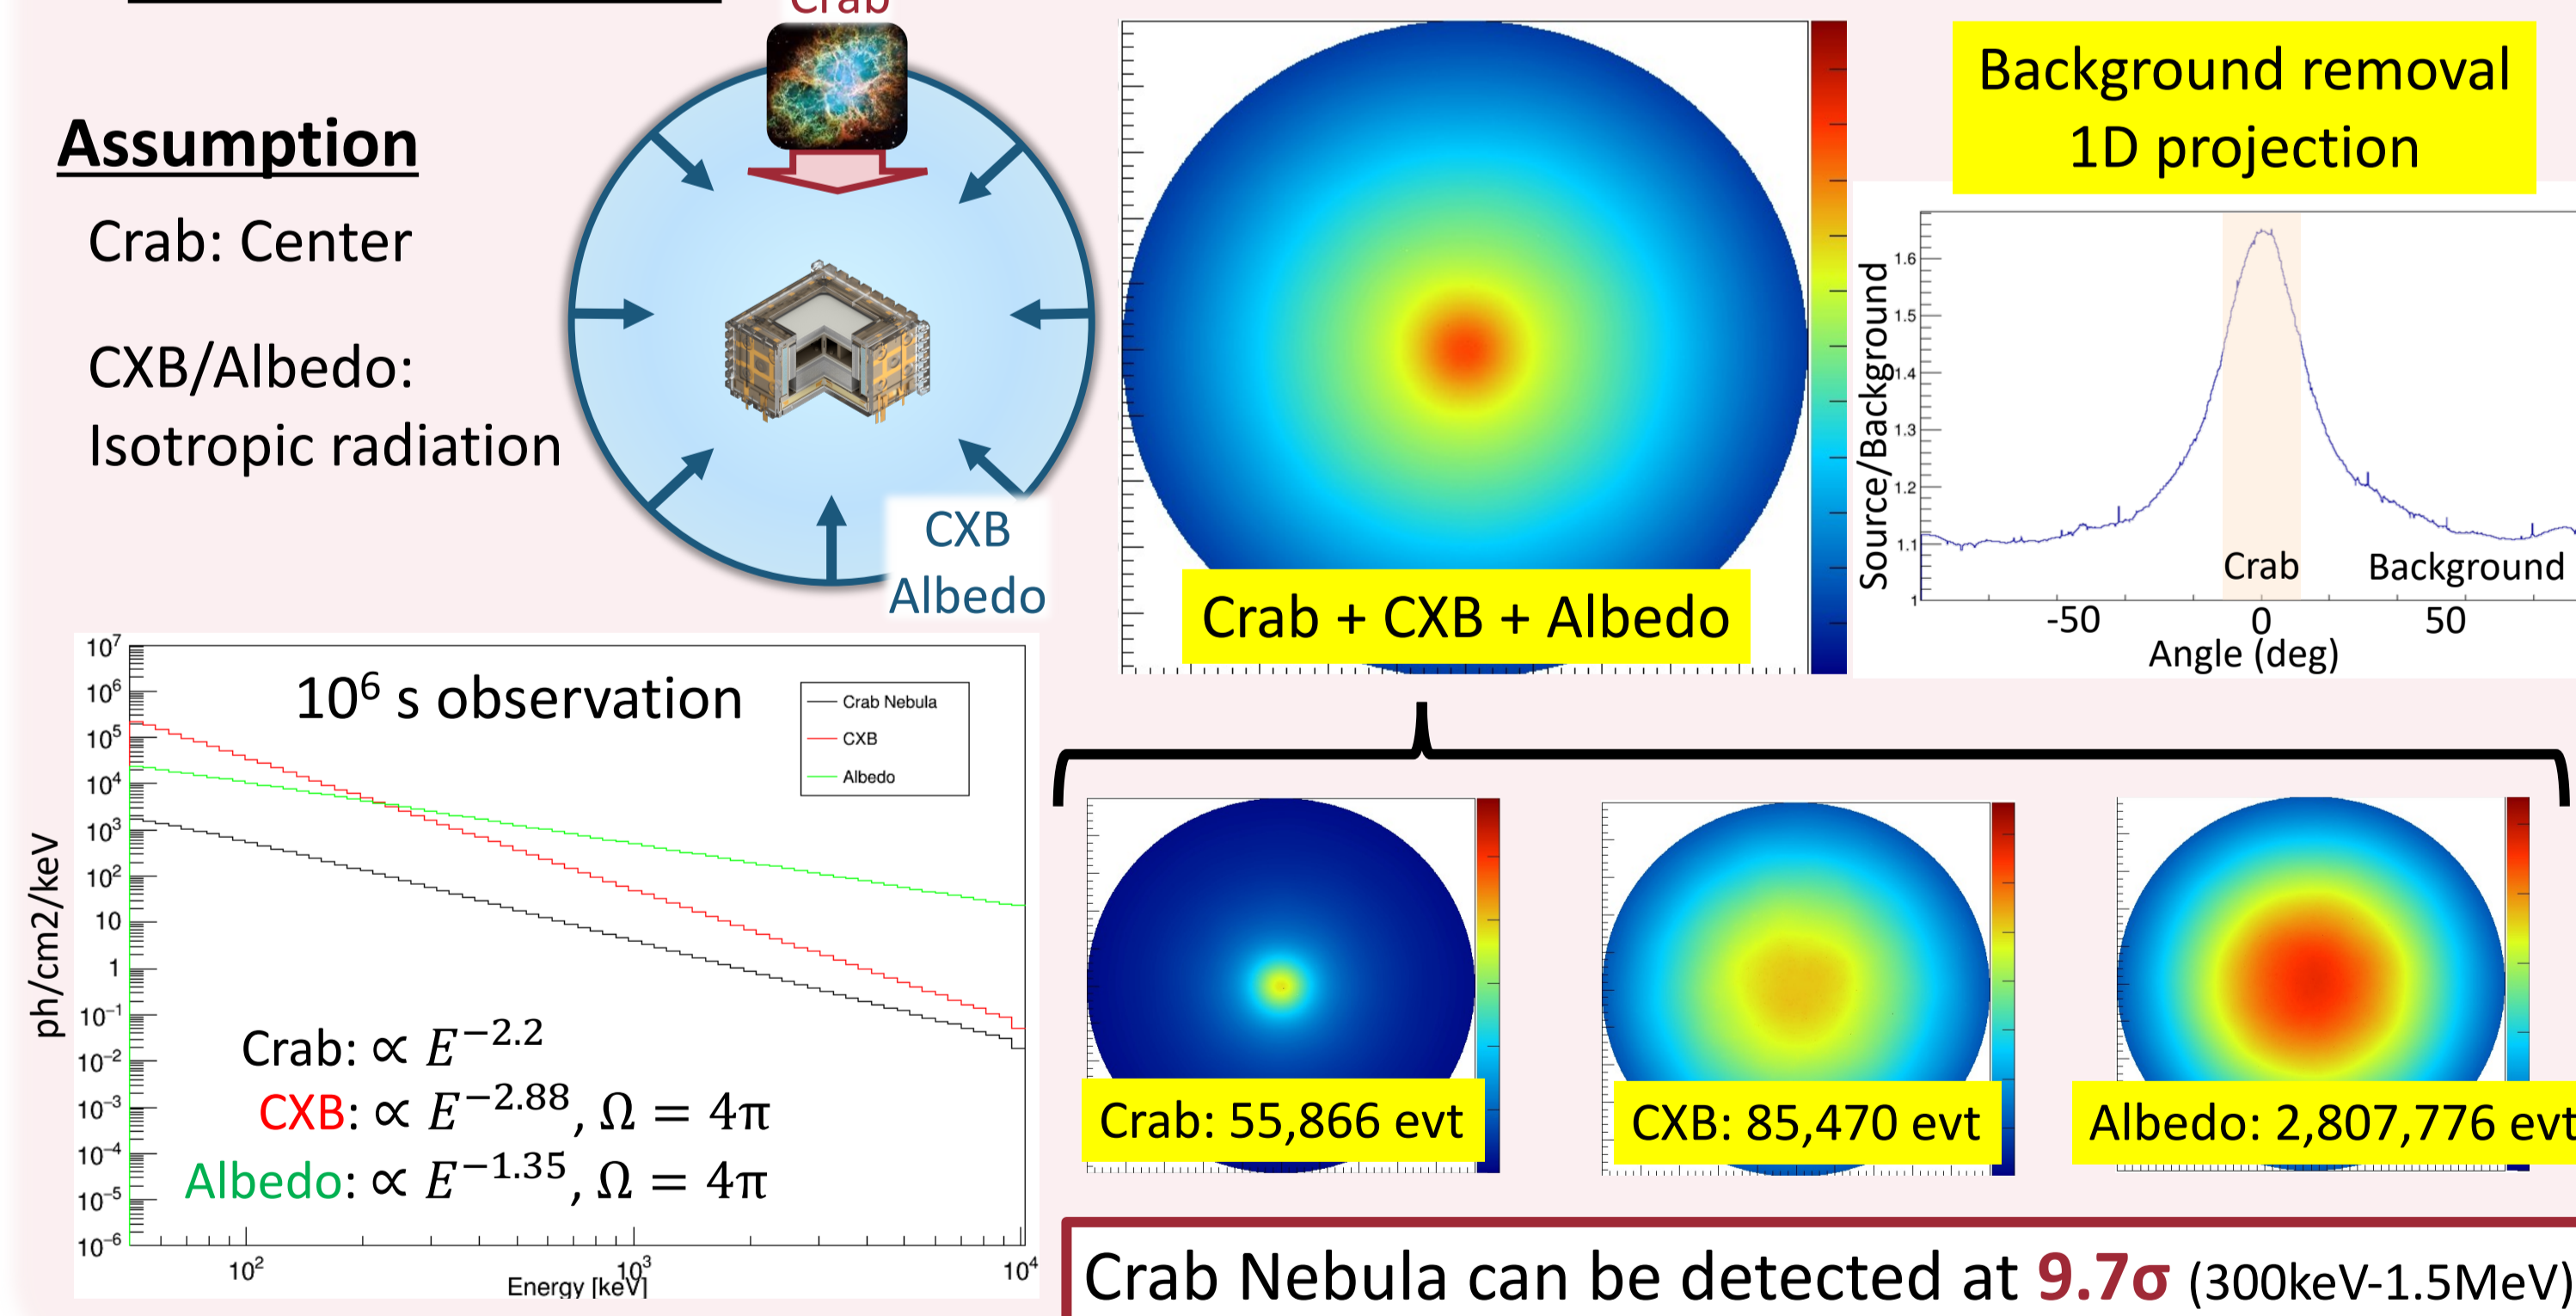 Crab
Assumption
Crab: Center
CXB/Albedo:
Isotropic radiation
CXB
Albedo
Crab + CXB + Albedo
Background removal
1D projection
Source/Background
1.6
1.5
1.4
1.3
1.2
1.1
1
Crab
Background
-50
0
50
Angle (deg)
10⁶ s observation
Crab Nebula
CXB
Albedo
ph/cm2/keV
10⁷
10⁶
10⁵
10⁴
10³
10²
10
1
10⁻¹
10⁻²
10⁻³
10⁻⁴
10⁻⁵
10⁻⁶
Crab: ∝ E⁻²·²
CXB: ∝ E⁻²·⁸⁸, Ω = 4π
Albedo: ∝ E⁻¹·³⁵, Ω = 4π
10²
10³
10⁴
Energy [keV]
Crab: 55,866 evt
CXB: 85,470 evt
Albedo: 2,807,776 evt
Crab Nebula can be detected at 9.7σ (300keV-1.5MeV)